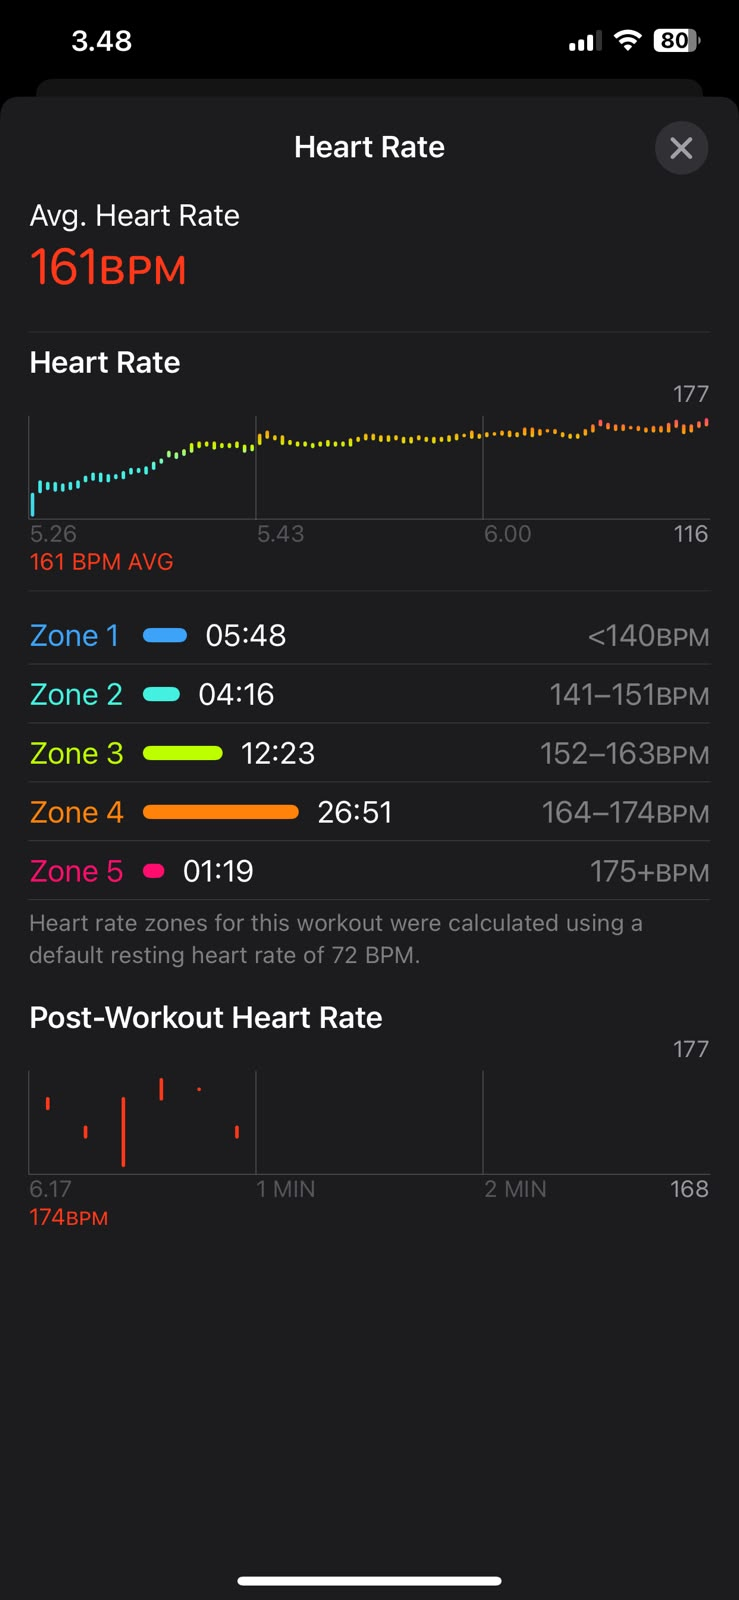 3.48
80
Heart Rate
Avg. Heart Rate
161BPM
Heart Rate
177
5.26 5.43 6.00 116
161 BPM AVG
Zone 1 05:48 <140BPM
Zone 2 04:16 141–151BPM
Zone 3 12:23 152–163BPM
Zone 4 26:51 164–174BPM
Zone 5 01:19 175+BPM
Heart rate zones for this workout were calculated using a
default resting heart rate of 72 BPM.
Post-Workout Heart Rate
177
6.17 1 MIN 2 MIN 168
174BPM